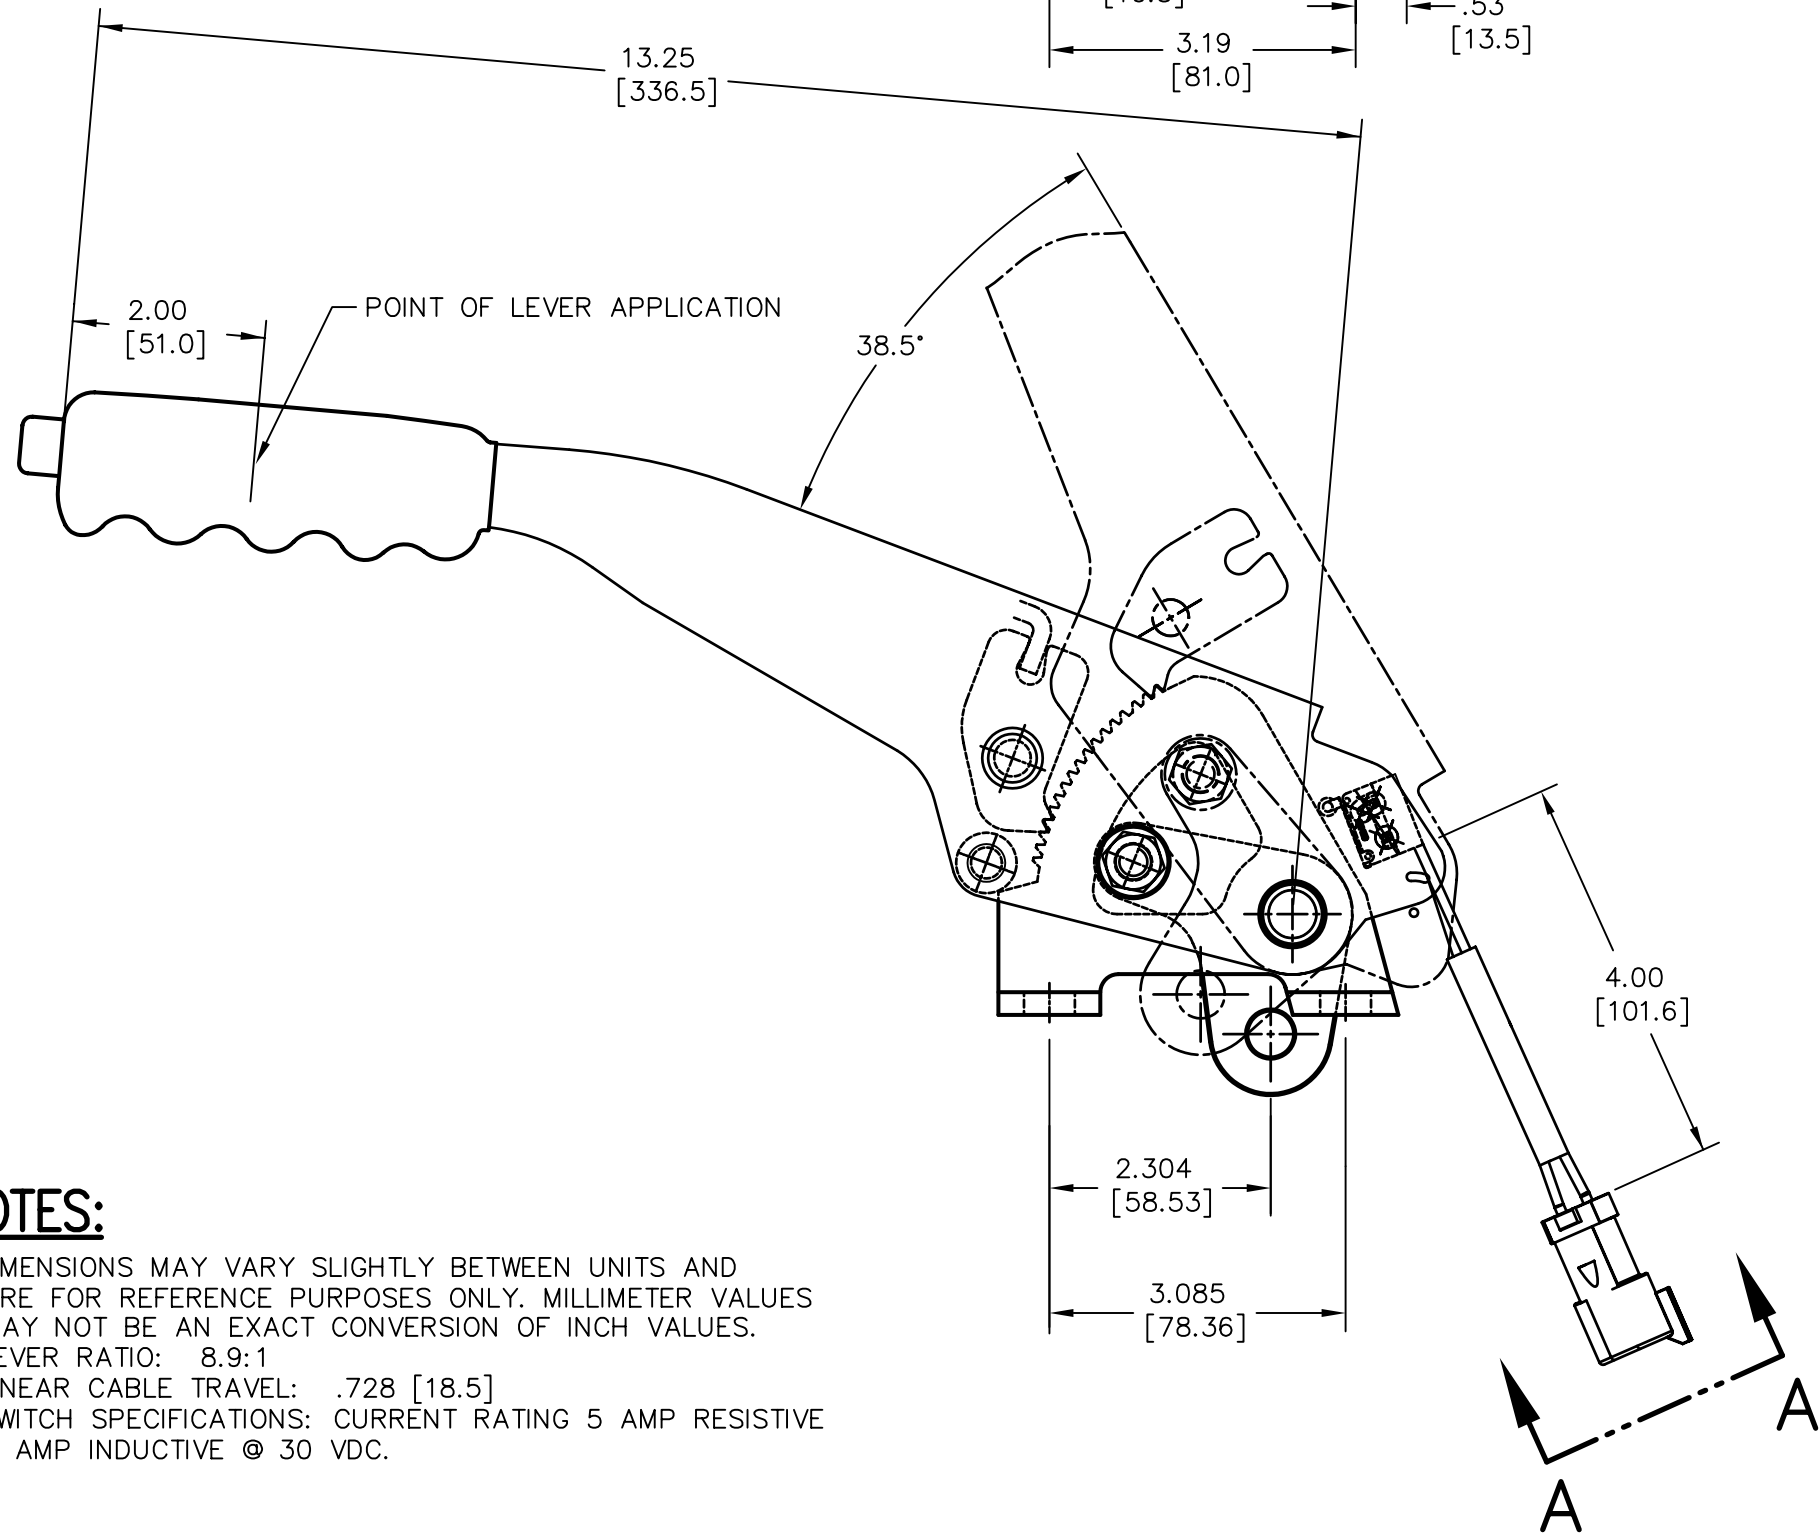 .53
[13.5]
3.19
[81.0]
13.25
[336.5]
2.00
[51.0]
POINT OF LEVER APPLICATION
38.5°
4.00
[101.6]
2.304
[58.53]
3.085
[78.36]
OTES:
MENSIONS MAY VARY SLIGHTLY BETWEEN UNITS AND
RE FOR REFERENCE PURPOSES ONLY. MILLIMETER VALUES
AY NOT BE AN EXACT CONVERSION OF INCH VALUES.
EVER RATIO: 8.9:1
NEAR CABLE TRAVEL: .728 [18.5]
WITCH SPECIFICATIONS: CURRENT RATING 5 AMP RESISTIVE
AMP INDUCTIVE @ 30 VDC.
A
A